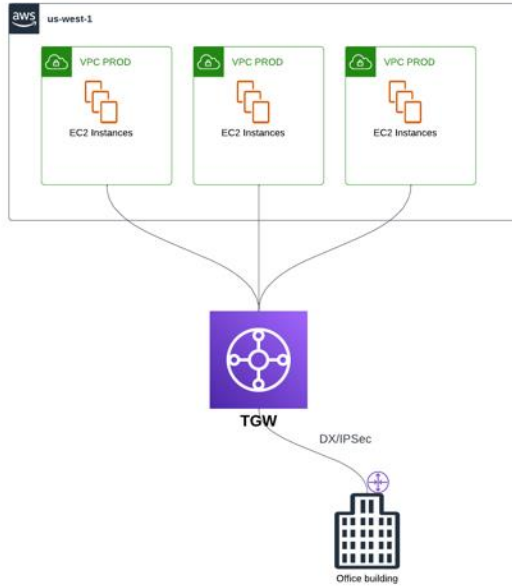 aws
us-west-1
VPC PROD
VPC PROD
VPC PROD
EC2 Instances
EC2 Instances
EC2 Instances
TGW
DX/IPSec
Office building